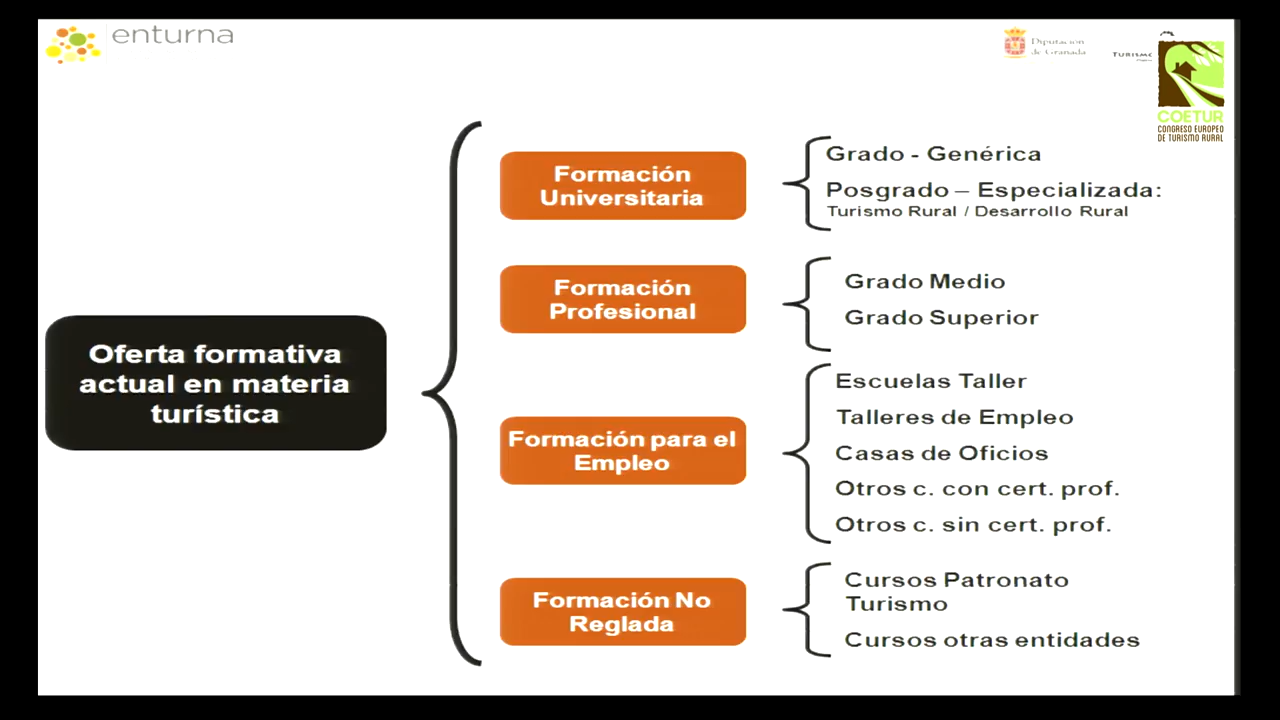 enturna
Diputación
de Granada
TURISMO
COETUR
CONGRESO EUROPEO
DE TURISMO RURAL
Oferta formativa
actual en materia
turística
Formación
Universitaria
Grado - Genérica
Posgrado – Especializada:
Turismo Rural / Desarrollo Rural
Formación
Profesional
Grado Medio
Grado Superior
Formación para el
Empleo
Escuelas Taller
Talleres de Empleo
Casas de Oficios
Otros c. con cert. prof.
Otros c. sin cert. prof.
Formación No
Reglada
Cursos Patronato
Turismo
Cursos otras entidades